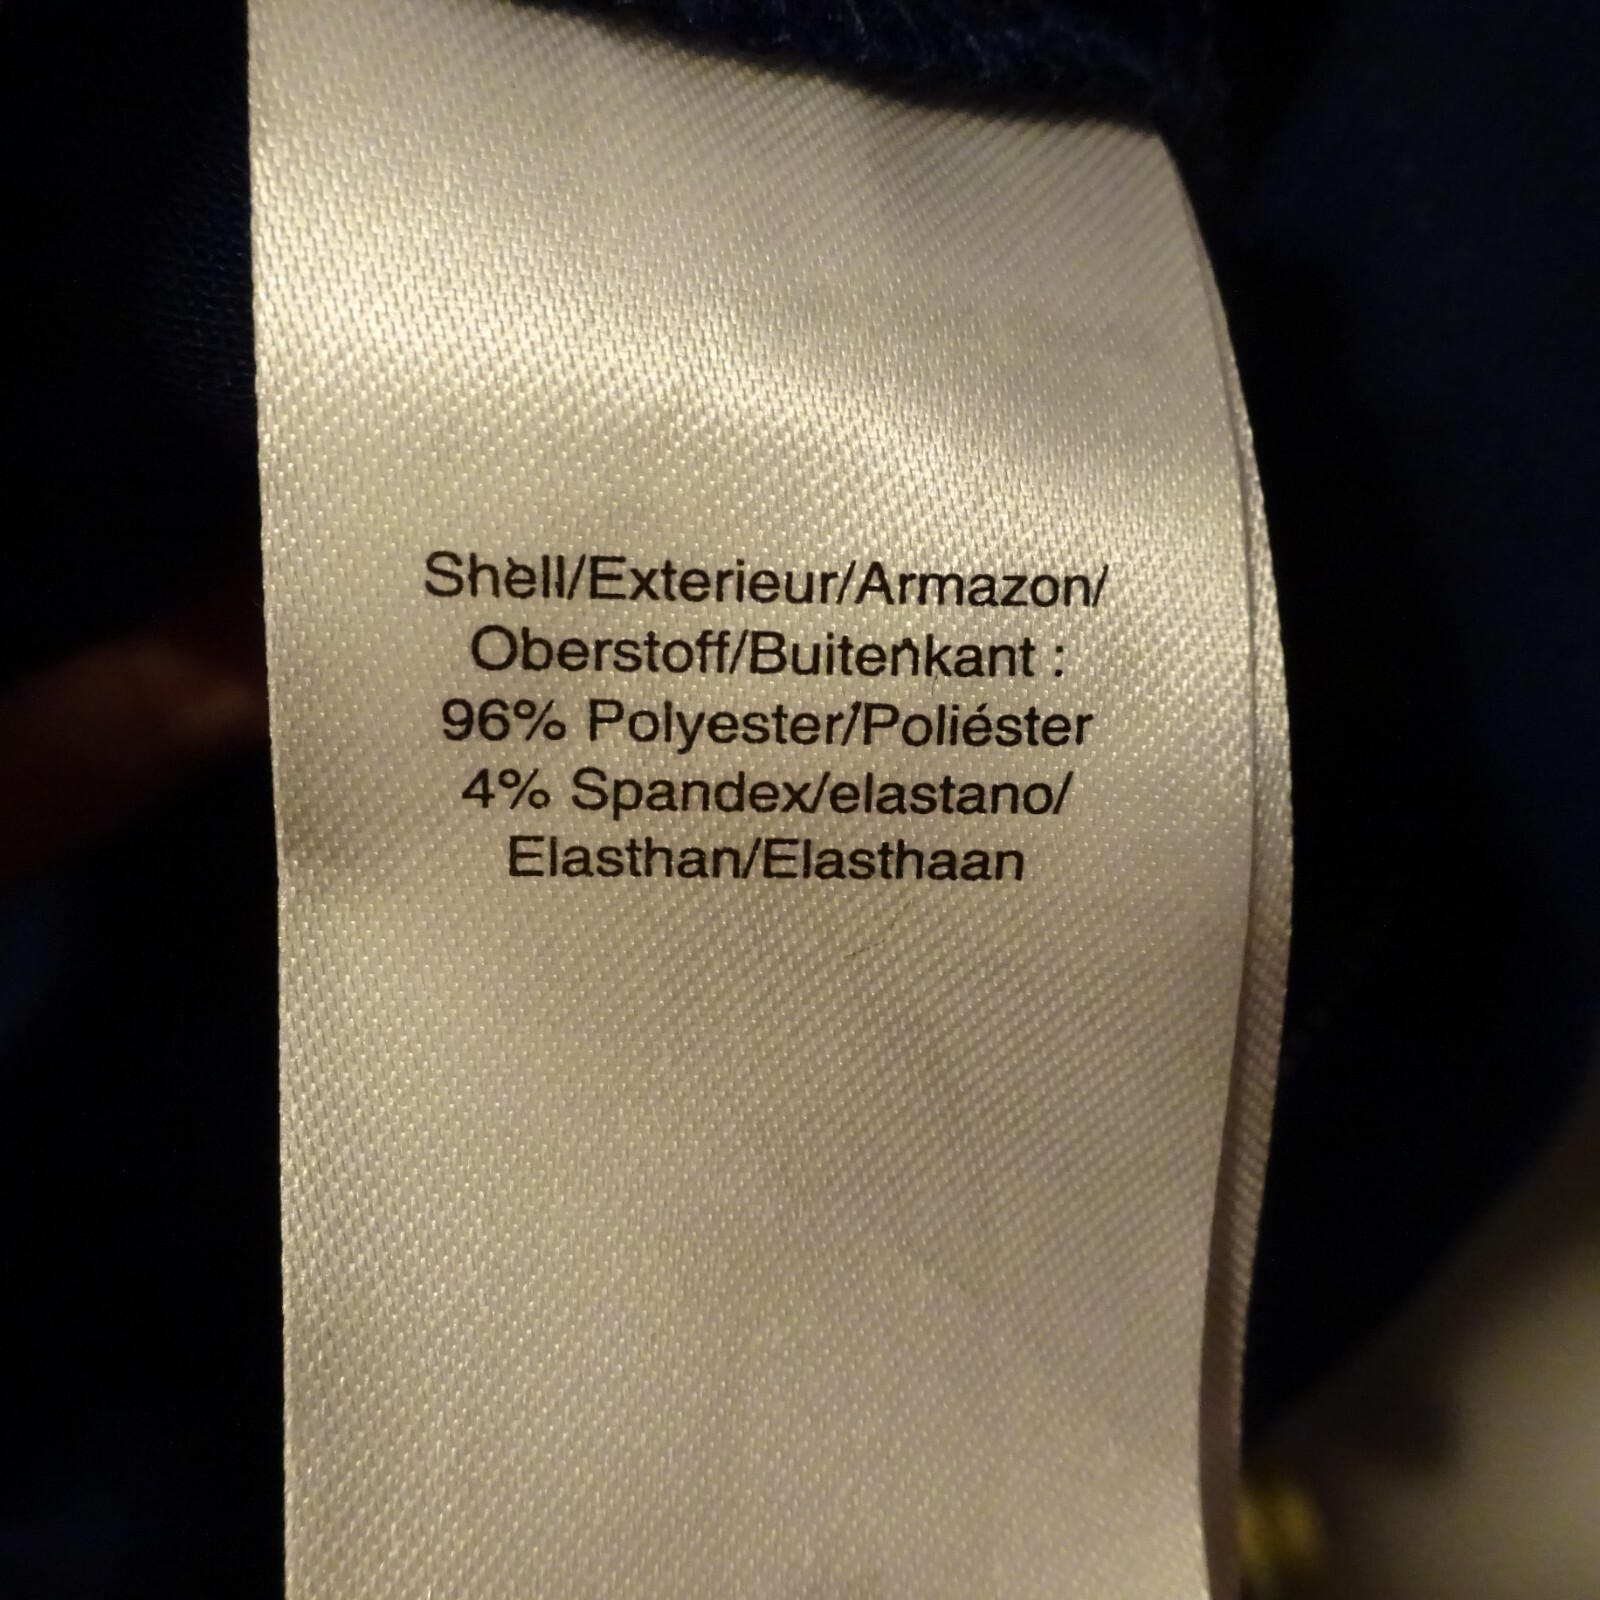 Shell/Exterieur/Armazon/
Oberstoff/Buitenkant :
96% Polyester/Poliéster
4% Spandex/elastano/
Elasthan/Elasthaan